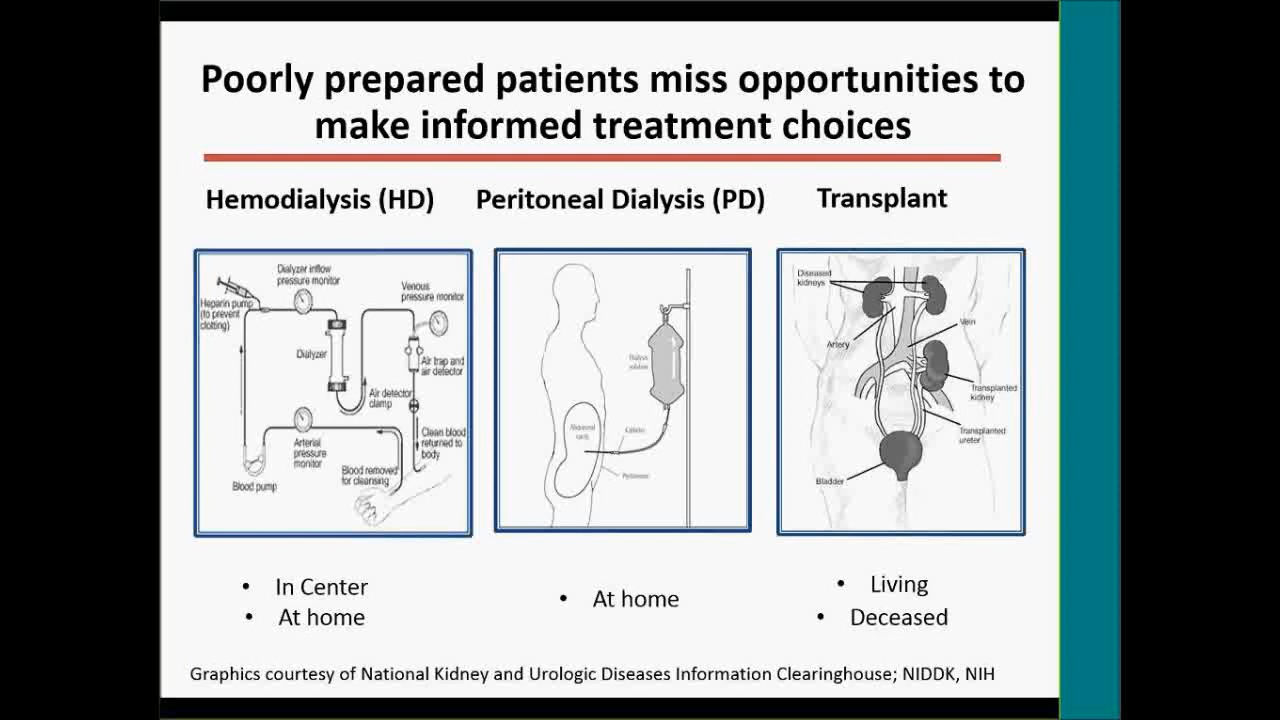 Poorly prepared patients miss opportunities to
make informed treatment choices
Hemodialysis (HD)
Dialyzer inflow
pressure monitor
Venous
pressure monitor
Heparin pump
(to prevent
clotting)
Dialyzer
Air trap and
air detector
Air detector
clamp
Arterial
pressure
monitor
Clean blood
returned to
body
Blood removed
for cleansing
Blood pump
• In Center
• At home
Peritoneal Dialysis (PD)
Dialysis
solution
Abdominal
cavity
Catheter
Peritoneum
• At home
Transplant
Diseased
kidneys
Vein
Artery
Transplanted
kidney
Transplanted
ureter
Bladder
• Living
• Deceased
Graphics courtesy of National Kidney and Urologic Diseases Information Clearinghouse; NIDDK, NIH